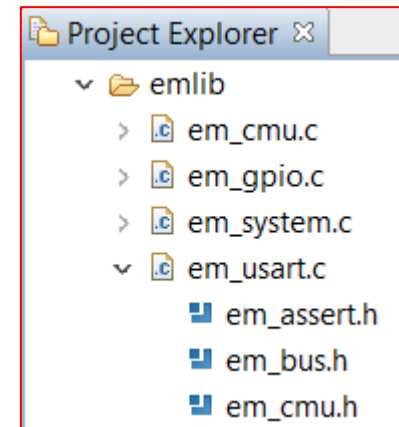 Project Explorer
emlib
em_cmu.c
em_gpio.c
em_system.c
em_usart.c
em_assert.h
em_bus.h
em_cmu.h